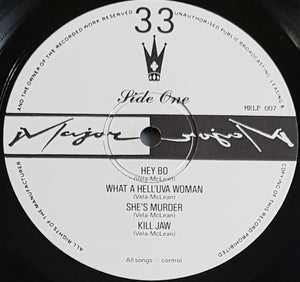 33
AND THE OWNER OF THE RECORDED WORK RESERVED
UNAUTHORISED PUBLIC BROADCASTING, LEASING &
Side One
MRLP 007
Major
Major
HEY BO
(Vela-McLean)
WHAT A HELL'UVA WOMAN
(Vela-McLean)
SHE'S MURDER
(Vela-McLean)
KILL JAW
(Vela-McLean)
All songs © control
ALL RIGHTS OF THE MANUFACTURER
COPYING OF THIS RECORD PROHIBITED